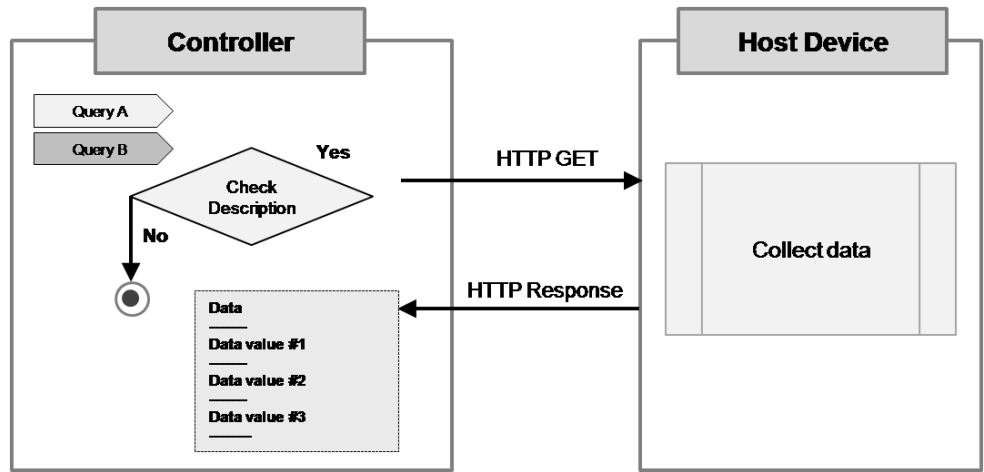 Controller
Host Device
Query A
Query B
Yes
Check
Description
No
HTTP GET
Collect data
HTTP Response
Data
Data value #1
Data value #2
Data value #3